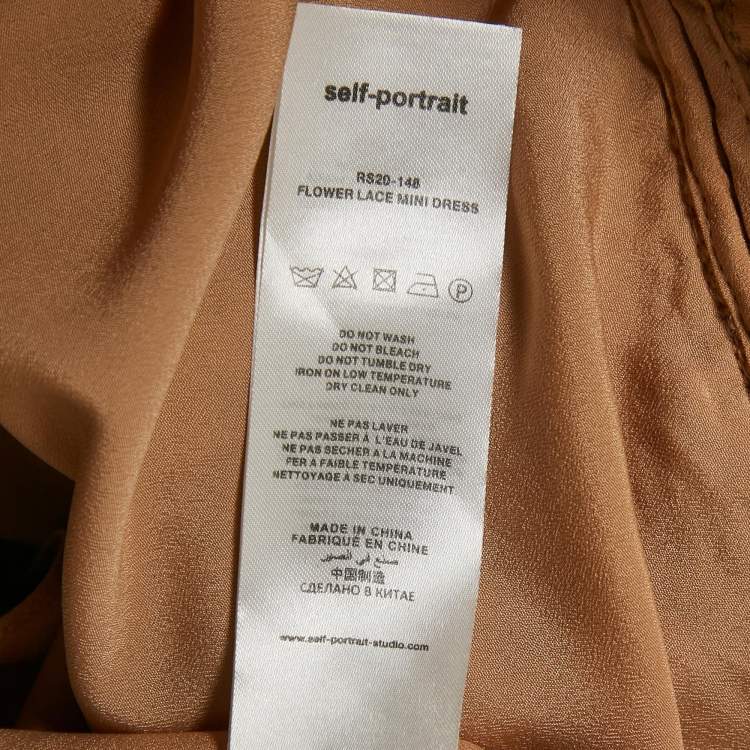 self-portrait
RS20-148
FLOWER LACE MINI DRESS
P
DO NOT WASH
DO NOT BLEACH
DO NOT TUMBLE DRY
IRON ON LOW TEMPERATURE
DRY CLEAN ONLY
NE PAS LAVER
NE PAS PASSER À L'EAU DE JAVEL
NE PAS SECHER A LA MACHINE
FER A FAIBLE TEMPÉRATURE
NETTOYAGE À SEC UNIQUEMENT
MADE IN CHINA
FABRIQUÉ EN CHINE
صنع في الصين
中国制造
СДЕЛАНО В КИТАЕ
www.self-portrait-studio.com